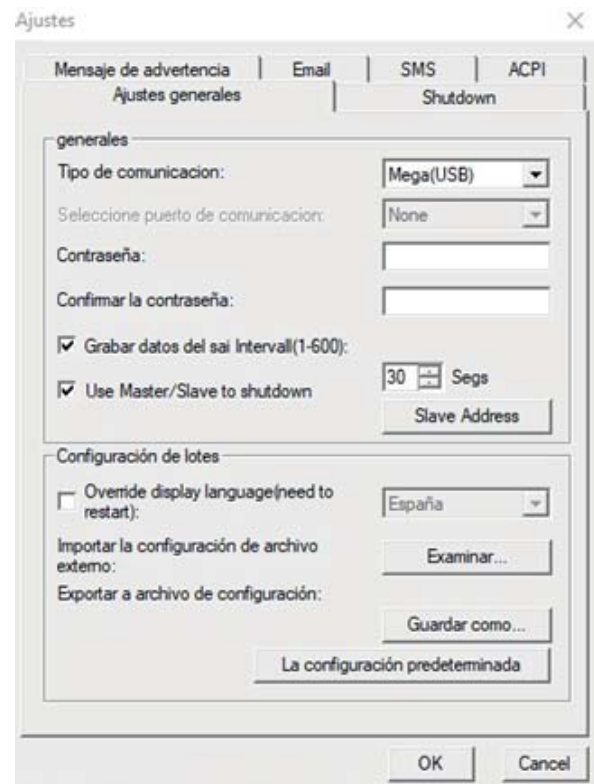 Ajustes
Mensaje de advertencia Email SMS ACPI
Ajustes generales Shutdown
generales
Tipo de comunicacion: Mega(USB)
Seleccione puerto de comunicacion: None
Contraseña:
Confirmar la contraseña:
Grabar datos del sai Intervall(1-600):
30 Segs
Use Master/Slave to shutdown
Slave Address
Configuración de lotes
Override display language(need to
restart):
España
Importar la configuración de archivo
externo:
Examinar...
Exportar a archivo de configuración:
Guardar como...
La configuración predeterminada
OK Cancel